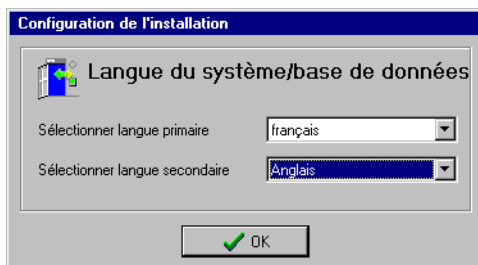 Configuration de l'installation
Langue du système/base de données
Sélectionner langue primaire français
Sélectionner langue secondaire Anglais
OK